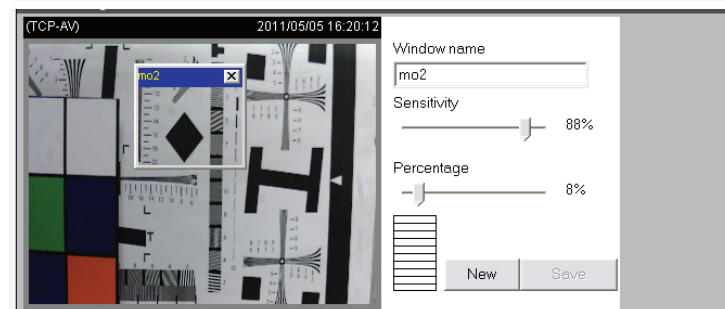 (TCP-AV) 2011/05/05 16:20:12
mo2
Window name
mo2
Sensitivity
88%
Percentage
8%
New Save